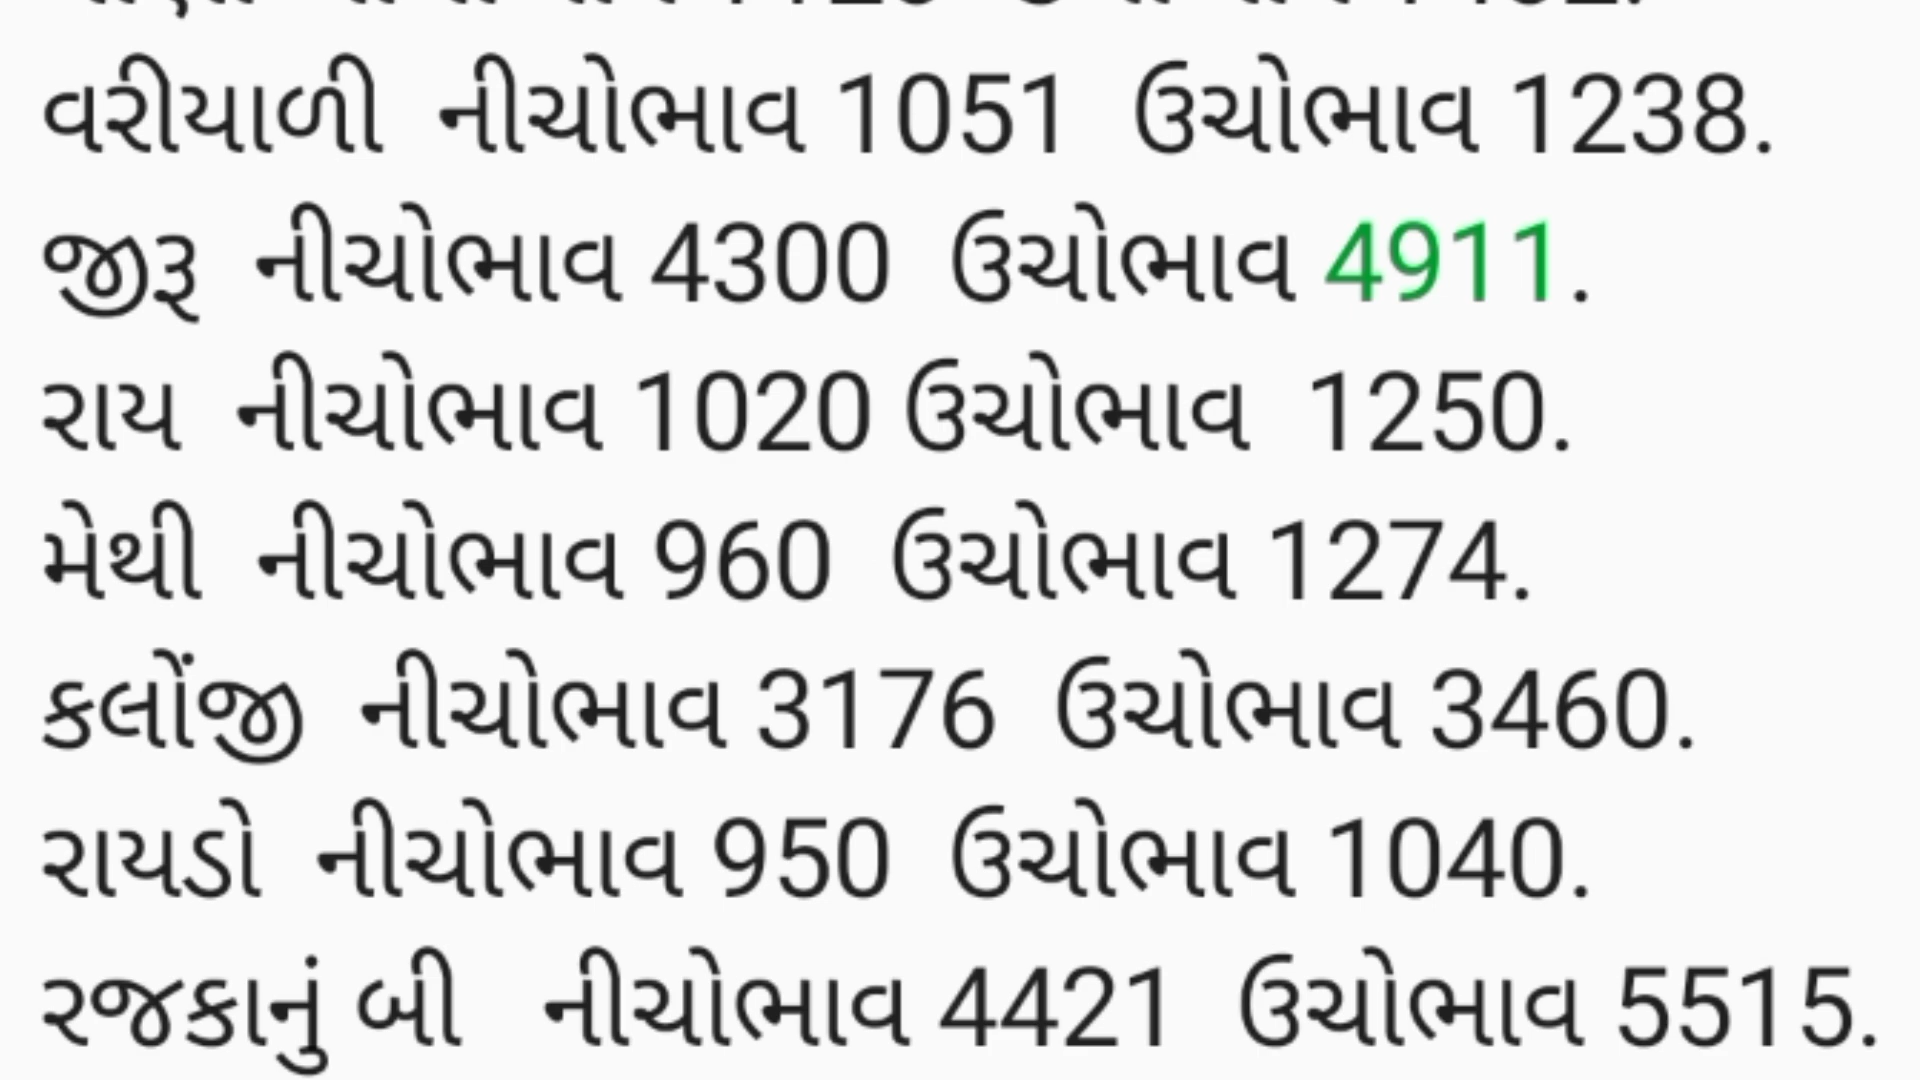 વરીયાળી નીચોભાવ 1051 ઉચોભાવ 1238.
જીરૂ નીચોભાવ 4300 ઉચોભાવ 4911.
રાય નીચોભાવ 1020 ઉચોભાવ 1250.
મેથી નીચોભાવ 960 ઉચોભાવ 1274.
કલોંજી નીચોભાવ 3176 ઉચોભાવ 3460.
રાયડો નીચોભાવ 950 ઉચોભાવ 1040.
રજકાનું બી નીચોભાવ 4421 ઉચોભાવ 5515.